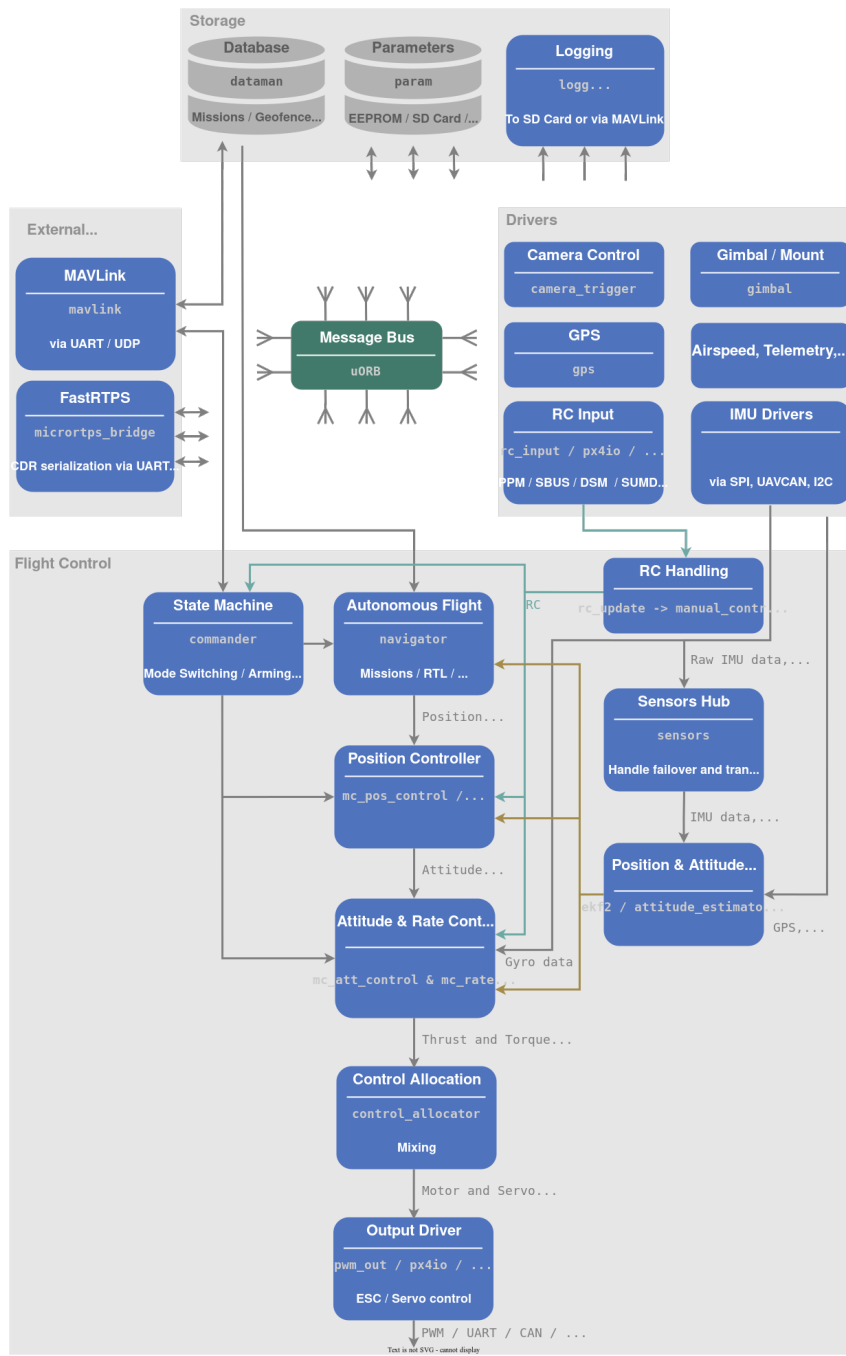 Storage
Database
dataman
Missions / Geofence...
Parameters
param
EEPROM / SD Card /...
Logging
logg...
To SD Card or via MAVLink
External...
MAVLink
mavlink
via UART / UDP
FastRTPS
micrortps_bridge
CDR serialization via UART...
Message Bus
uORB
Drivers
Camera Control
camera_trigger
Gimbal / Mount
gimbal
GPS
gps
Airspeed, Telemetry,...
RC Input
rc_input / px4io / ...
PPM / SBUS / DSM / SUMD...
IMU Drivers
via SPI, UAVCAN, I2C
Flight Control
RC Handling
rc_update -> manual_contr...
RC
State Machine
commander
Mode Switching / Arming...
Autonomous Flight
navigator
Missions / RTL / ...
Raw IMU data,...
Sensors Hub
sensors
Handle failover and tran...
Position...
Position Controller
mc_pos_control /...
IMU data,...
Position & Attitude...
ekf2 / attitude_estimato...
GPS,...
Attitude...
Attitude & Rate Cont...
mc_att_control & mc_rate...
Gyro data
Thrust and Torque...
Control Allocation
control_allocator
Mixing
Motor and Servo...
Output Driver
pwm_out / px4io / ...
ESC / Servo control
PWM / UART / CAN / ...
Text is not SVG - cannot display